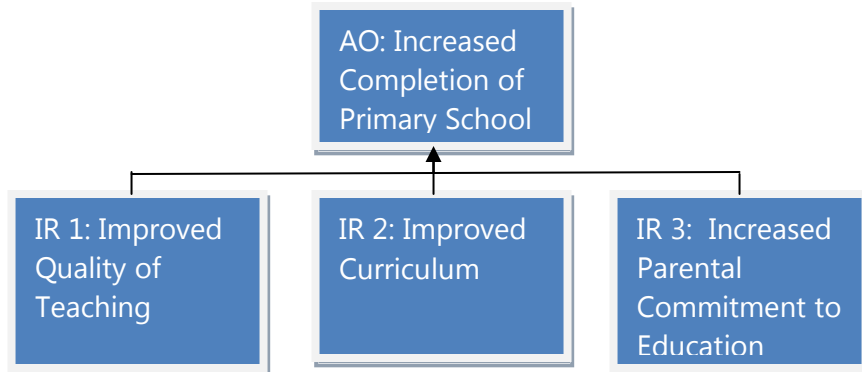 AO: Increased
Completion of
Primary School
IR 1: Improved
Quality of
Teaching
IR 2: Improved
Curriculum
IR 3:  Increased
Parental
Commitment to
Education